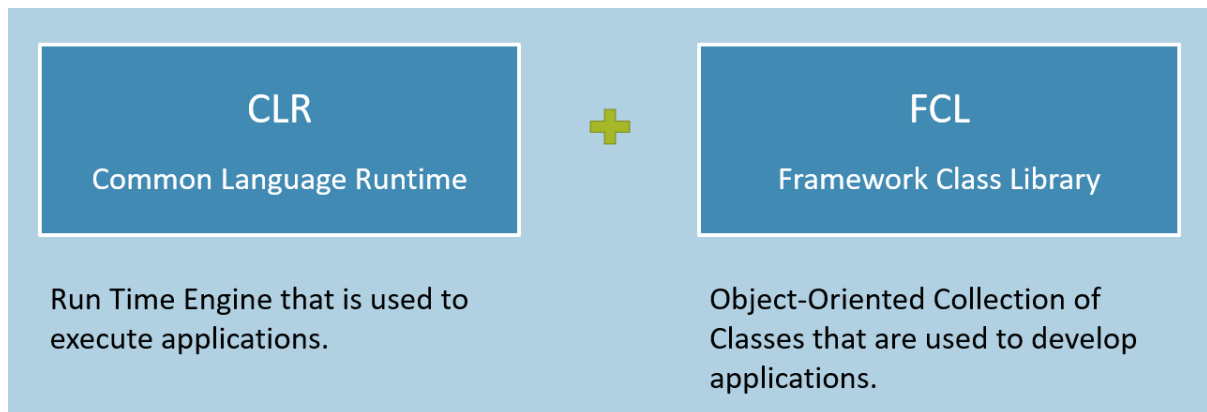 CLR
Common Language Runtime
FCL
Framework Class Library
Run Time Engine that is used to
execute applications.
Object-Oriented Collection of
Classes that are used to develop
applications.